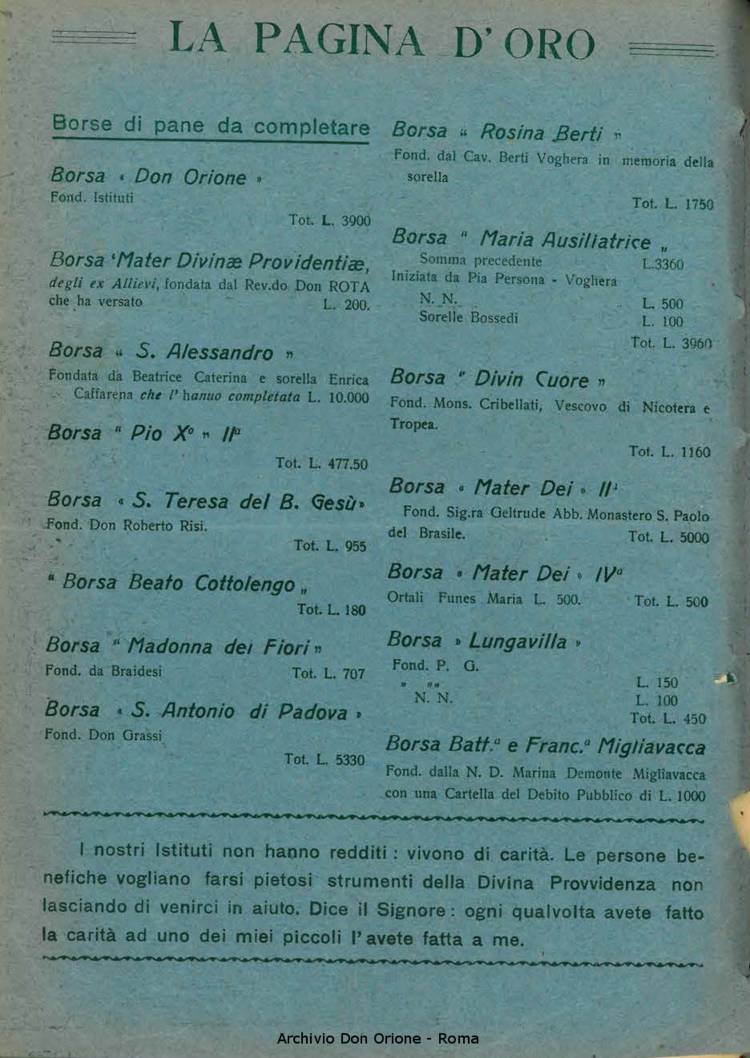 LA PAGINA D'ORO
Borse di pane da completare
Borsa « Don Orione »
Fond. Istituti
Tot. L. 3900
Borsa 'Mater Divinæ Providentiæ,
degli ex Allievi, fondata dal Rev.do Don ROTA
che ha versato L. 200.
Borsa “ S. Alessandro ”
Fondata da Beatrice Caterina e sorella Enrica
Caffarena che l' hanno completata L. 10.000
Borsa “ Pio Xº ” IIª
Tot. L. 477.50
Borsa « S. Teresa del B. Gesù»
Fond. Don Roberto Risi.
Tot. L. 955
“ Borsa Beato Cottolengo „
Tot. L. 180
Borsa “ Madonna dei Fiori ”
Fond. da Braidesi Tot. L. 707
Borsa « S. Antonio di Padova »
Fond. Don Grassi
Tot. L. 5330
Borsa “ Rosina Berti ”
Fond. dal Cav. Berti Voghera in memoria della
sorella
Tot. L. 1750
Borsa “ Maria Ausiliatrice „
Somma precedente L.3360
Iniziata da Pia Persona - Voghera
N. N. L. 500
Sorelle Bossedi L. 100
Tot. L. 3960
Borsa “ Divin Cuore ”
Fond. Mons. Cribellati, Vescovo di Nicotera e
Tropea.
Tot. L. 1160
Borsa « Mater Dei » IIª
Fond. Sig.ra Geltrude Abb. Monastero S. Paolo
del Brasile. Tot. L. 5000
Borsa « Mater Dei » IVª
Ortali Funes Maria L. 500. Tot. L. 500
Borsa » Lungavilla »
Fond. P. G.
" "" L. 150
N. N. L. 100
Tot. L. 450
Borsa Batt.ª e Franc.ª Migliavacca
Fond. dalla N. D. Marina Demonte Migliavacca
con una Cartella del Debito Pubblico di L. 1000
I nostri Istituti non hanno redditi : vivono di carità. Le persone be-
nefiche vogliano farsi pietosi strumenti della Divina Provvidenza non
lasciando di venirci in aiuto. Dice il Signore : ogni qualvolta avete fatto
la carità ad uno dei miei piccoli l' avete fatta a me.
Archivio Don Orione - Roma